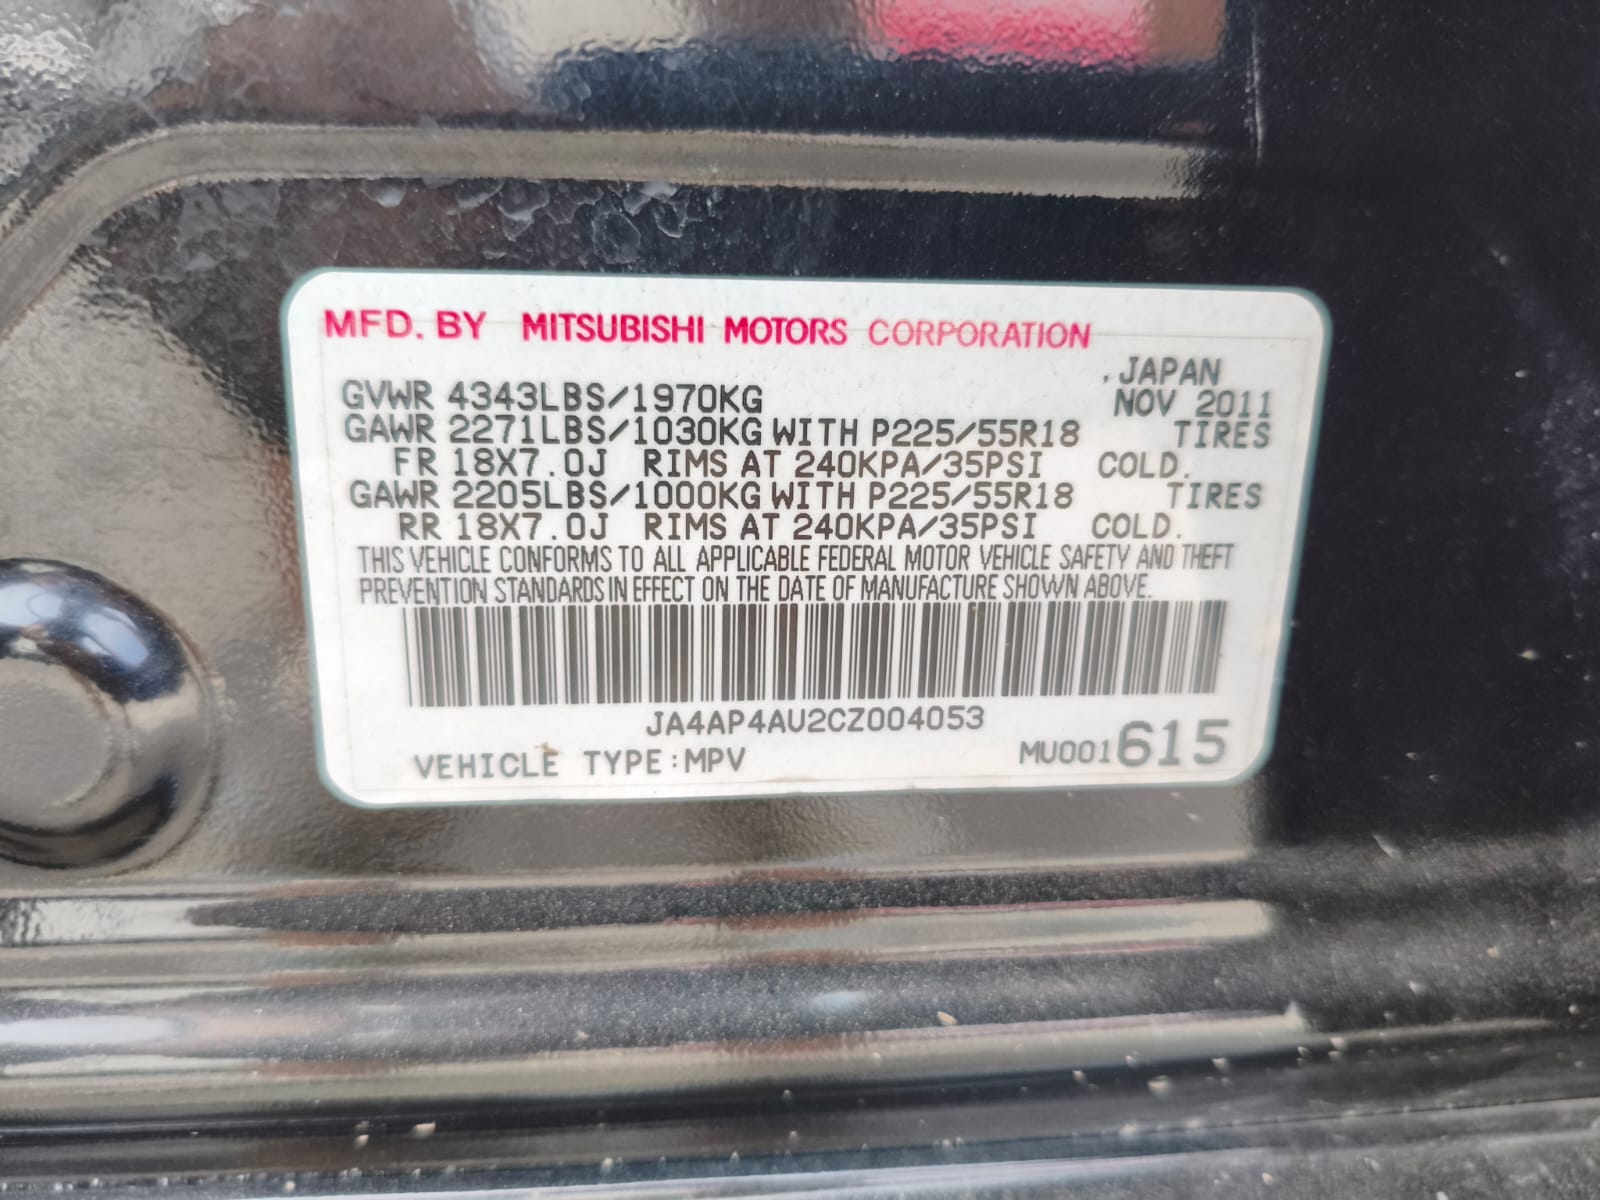 MFD. BY MITSUBISHI MOTORS CORPORATION
, JAPAN
GVWR 4343LBS/1970KG NOV 2011
GAWR 2271LBS/1030KG WITH P225/55R18 TIRES
FR 18X7.0J RIMS AT 240KPA/35PSI COLD.
GAWR 2205LBS/1000KG WITH P225/55R18 TIRES
RR 18X7.0J RIMS AT 240KPA/35PSI COLD.
THIS VEHICLE CONFORMS TO ALL APPLICABLE FEDERAL MOTOR VEHICLE SAFETY AND THEFT
PREVENTION STANDARDS IN EFFECT ON THE DATE OF MANUFACTURE SHOWN ABOVE.
JA4AP4AU2CZ004053
VEHICLE TYPE:MPV MU001615